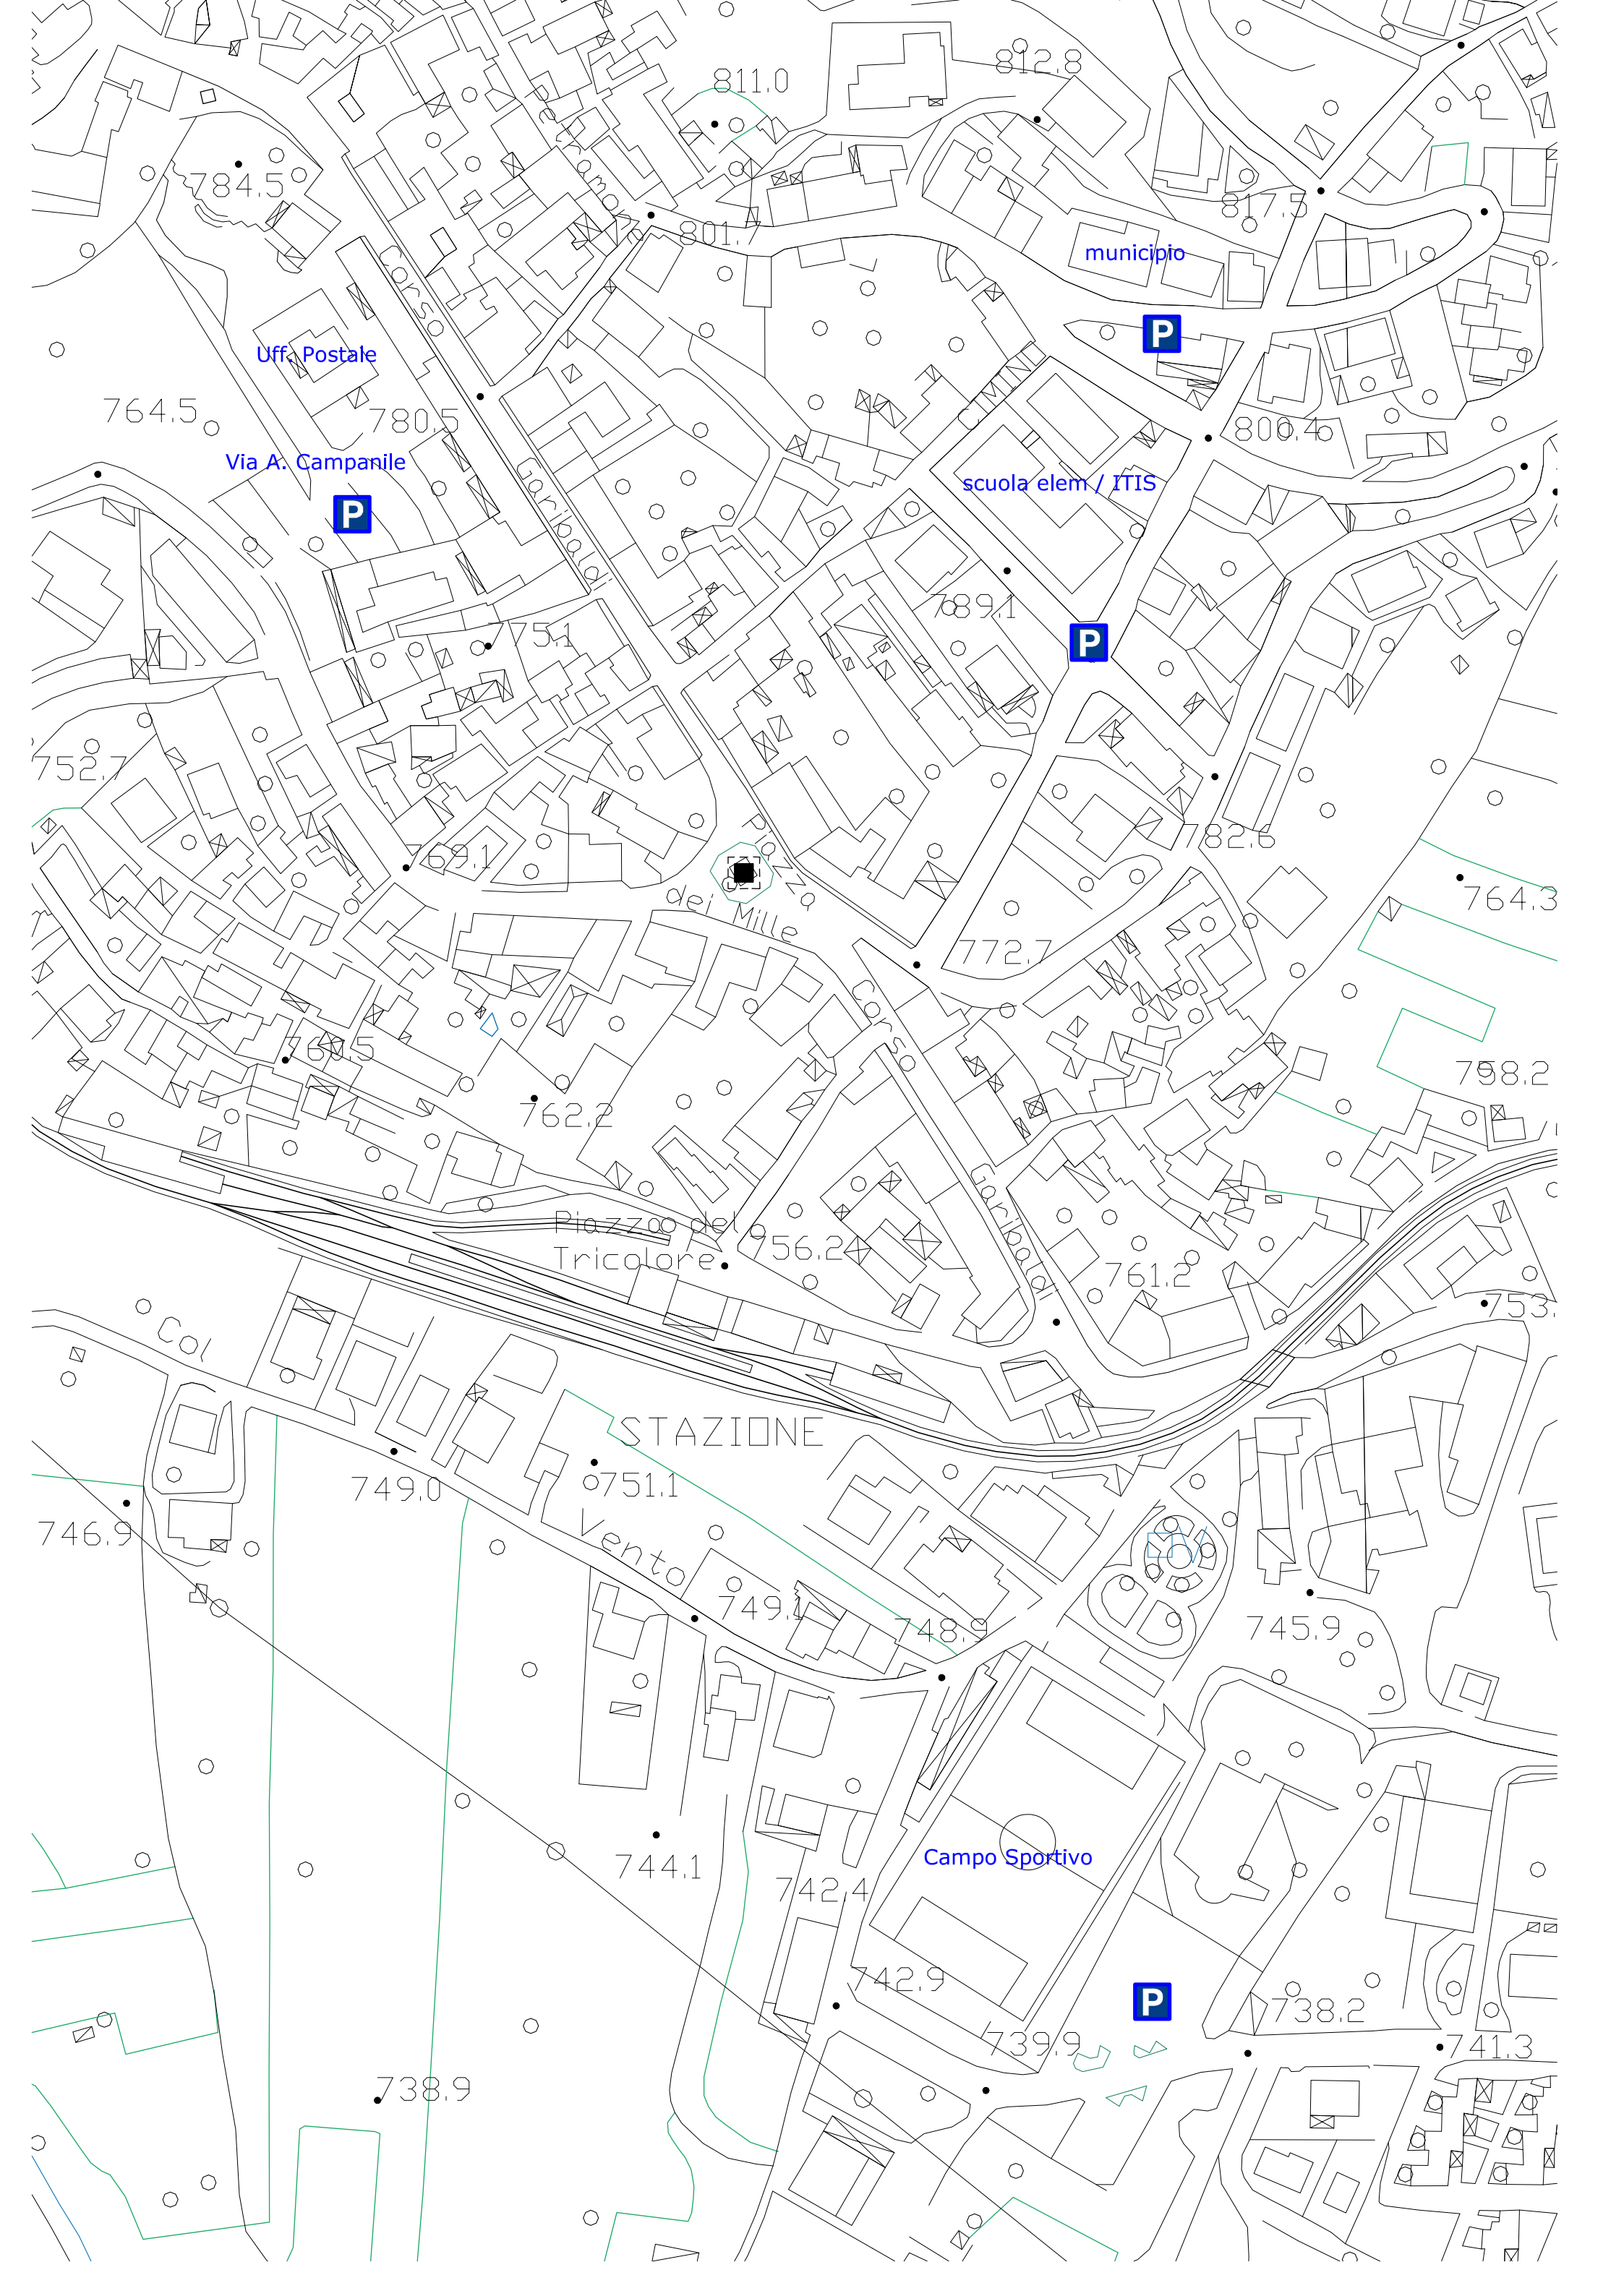 812.8
811.0
784.5
817.5
801.7
municipio
Corso
P
Uff. Postale
764.5
780.5
800.4
Via A. Campanile
scuola elem / ITIS
P
Garibaldi
789.1
775.1
P
752.7
782.6
769.1
Piazza
dei Mille
764.3
772.7
Corso
760.5
758.2
762.2
Garibaldi
Piazza del
Tricolore
756.2
761.2
753.
Col
STAZIONE
749.0
751.1
746.9
Vento
749.1
748.9
745.9
Campo Sportivo
744.1
742.4
742.9
P
738.2
739.9
741.3
738.9